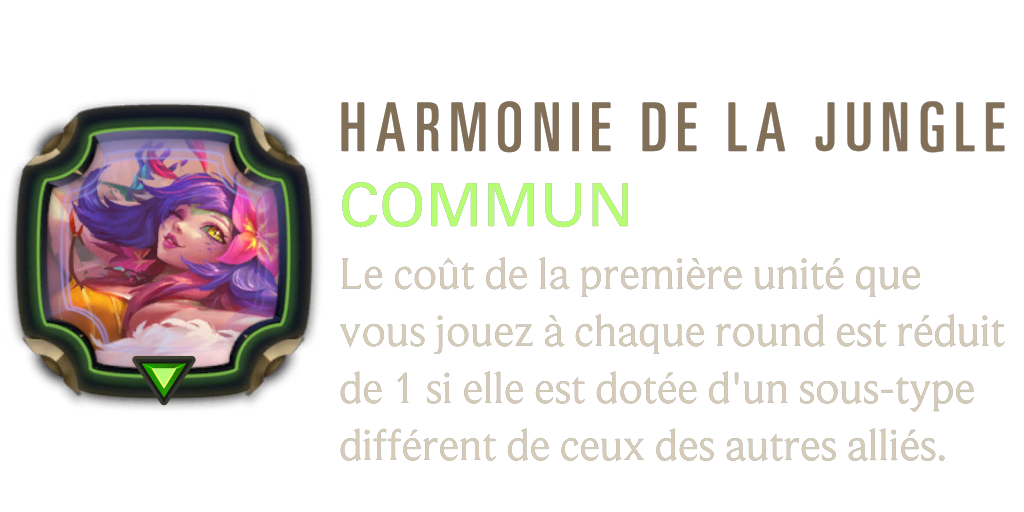 HARMONIE DE LA JUNGLE
COMMUN
Le coût de la première unité que
vous jouez à chaque round est réduit
de 1 si elle est dotée d'un sous-type
différent de ceux des autres alliés.